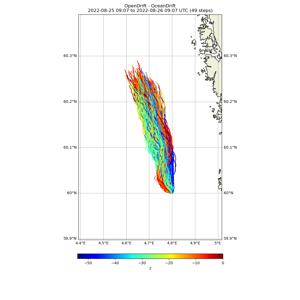 OpenDrift - OceanDrift
2022-08-25 09:07 to 2022-08-26 09:07 UTC (49 steps)
60.3°N 60.3°N
60.2°N 60.2°N
60.1°N 60.1°N
60°N 60°N
59.9°N 59.9°N
4.4°E 4.5°E 4.6°E 4.7°E 4.8°E 4.9°E 5°E
−50 −40 −30 −20 −10 0
z